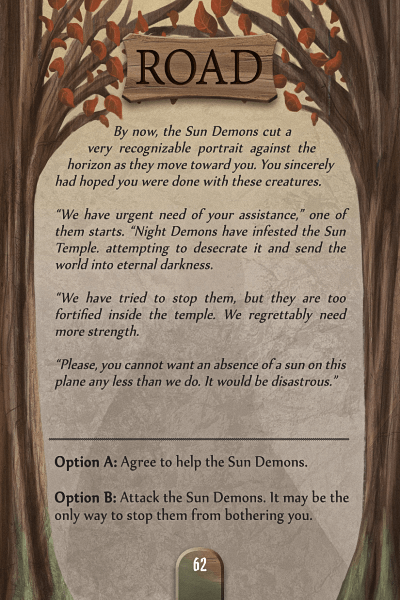 ROAD
By now, the Sun Demons cut a
very recognizable portrait against the
horizon as they move toward you. You sincerely
had hoped you were done with these creatures.
“We have urgent need of your assistance,” one of
them starts. “Night Demons have infested the Sun
Temple. attempting to desecrate it and send the
world into eternal darkness.
“We have tried to stop them, but they are too
fortified inside the temple. We regrettably need
more strength.
“Please, you cannot want an absence of a sun on this
plane any less than we do. It would be disastrous.”
Option A: Agree to help the Sun Demons.
Option B: Attack the Sun Demons. It may be the
only way to stop them from bothering you.
62